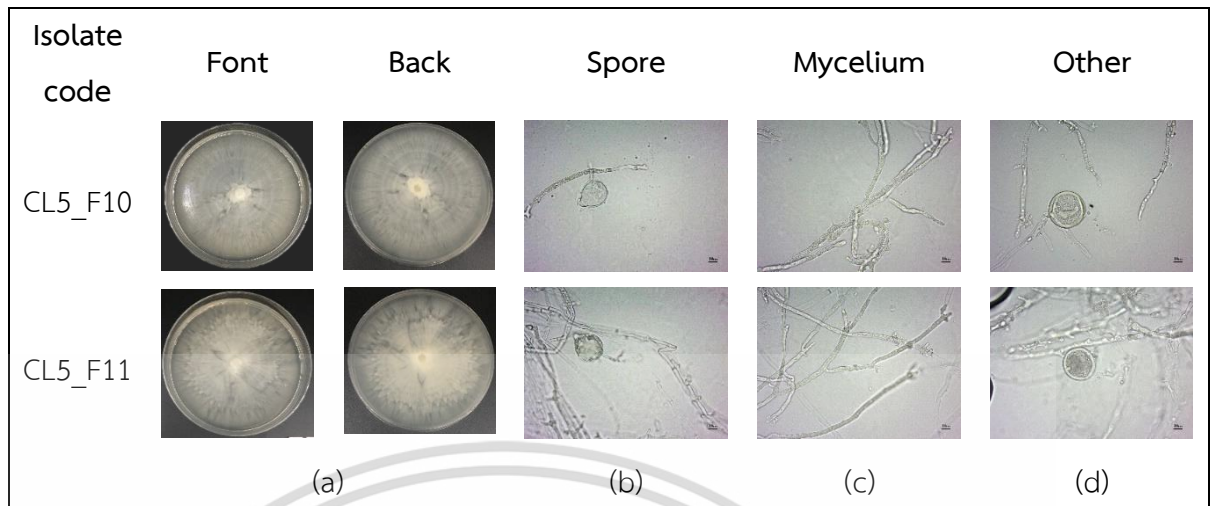 Isolate code Font Back Spore Mycelium Other
CL5_F10
CL5_F11
(a) (b) (c) (d)